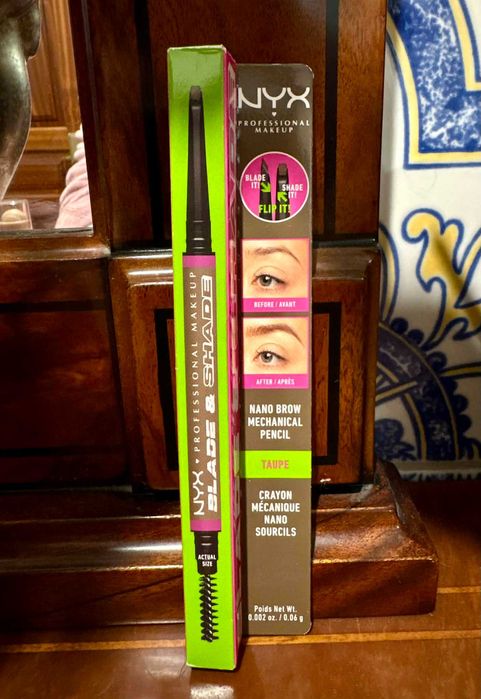 NYX
PROFESSIONAL
MAKEUP
BLADE
IT!
SHADE
IT!
FLIP IT!
BEFORE / AVANT
AFTER / APRÈS
NANO BROW
MECHANICAL
PENCIL
TAUPE
CRAYON
MÉCANIQUE
NANO
SOURCILS
Poids Net Wt.
0.002 oz. / 0.06 g
NYX PROFESSIONAL MAKEUP
BLADE & SHADE
ACTUAL
SIZE